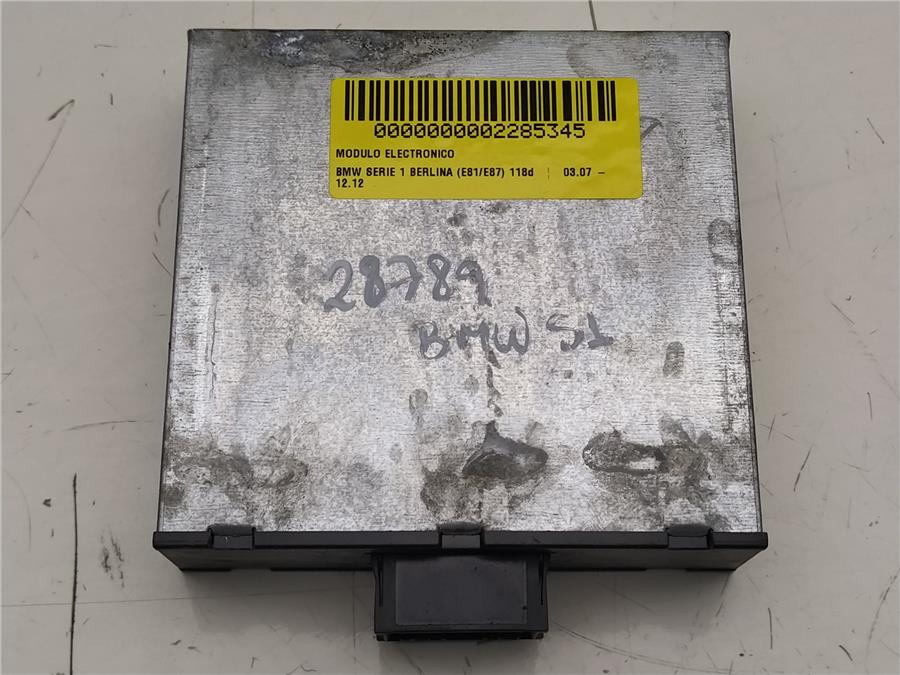 0000000002285345
MODULO ELECTRONICO
BMW SERIE 1 BERLINA (E81/E87) 118d | 03.07 –
12.12
28789
BMW S1